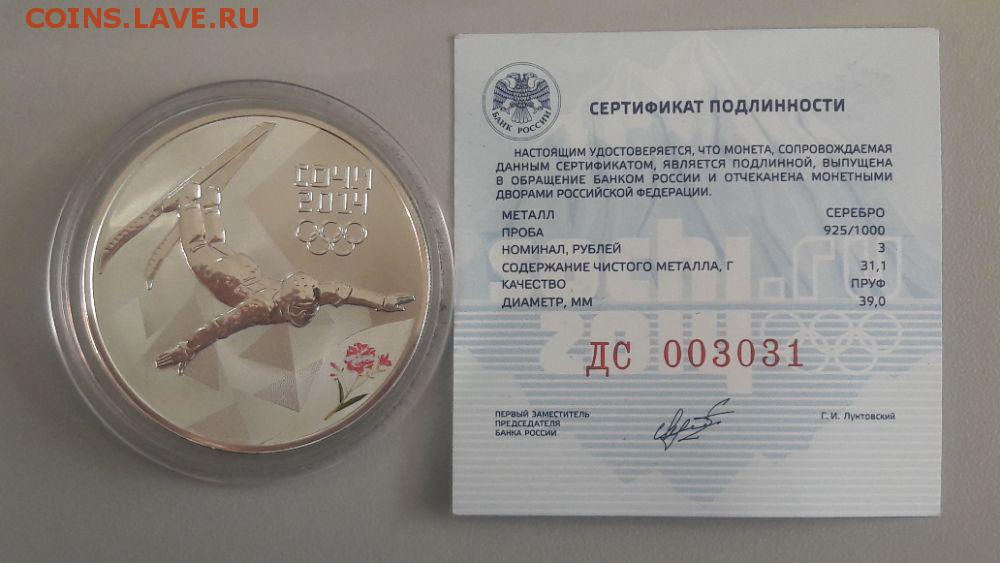 COINS.LAVE.RU
СОЧИ
2014
БАНК РОССИИ
СЕРТИФИКАТ ПОДЛИННОСТИ
НАСТОЯЩИМ УДОСТОВЕРЯЕТСЯ, ЧТО МОНЕТА, СОПРОВОЖДАЕМАЯ
ДАННЫМ СЕРТИФИКАТОМ, ЯВЛЯЕТСЯ ПОДЛИННОЙ, ВЫПУЩЕНА
В ОБРАЩЕНИЕ БАНКОМ РОССИИ И ОТЧЕКАНЕНА МОНЕТНЫМИ
ДВОРАМИ РОССИЙСКОЙ ФЕДЕРАЦИИ.
МЕТАЛЛ СЕРЕБРО
ПРОБА 925/1000
НОМИНАЛ, РУБЛЕЙ 3
СОДЕРЖАНИЕ ЧИСТОГО МЕТАЛЛА, Г 31,1
КАЧЕСТВО ПРУФ
ДИАМЕТР, ММ 39,0
sochi.ru
2014
ДС 003031
ПЕРВЫЙ ЗАМЕСТИТЕЛЬ
ПРЕДСЕДАТЕЛЯ
БАНКА РОССИИ
Г. И. Лунтовский